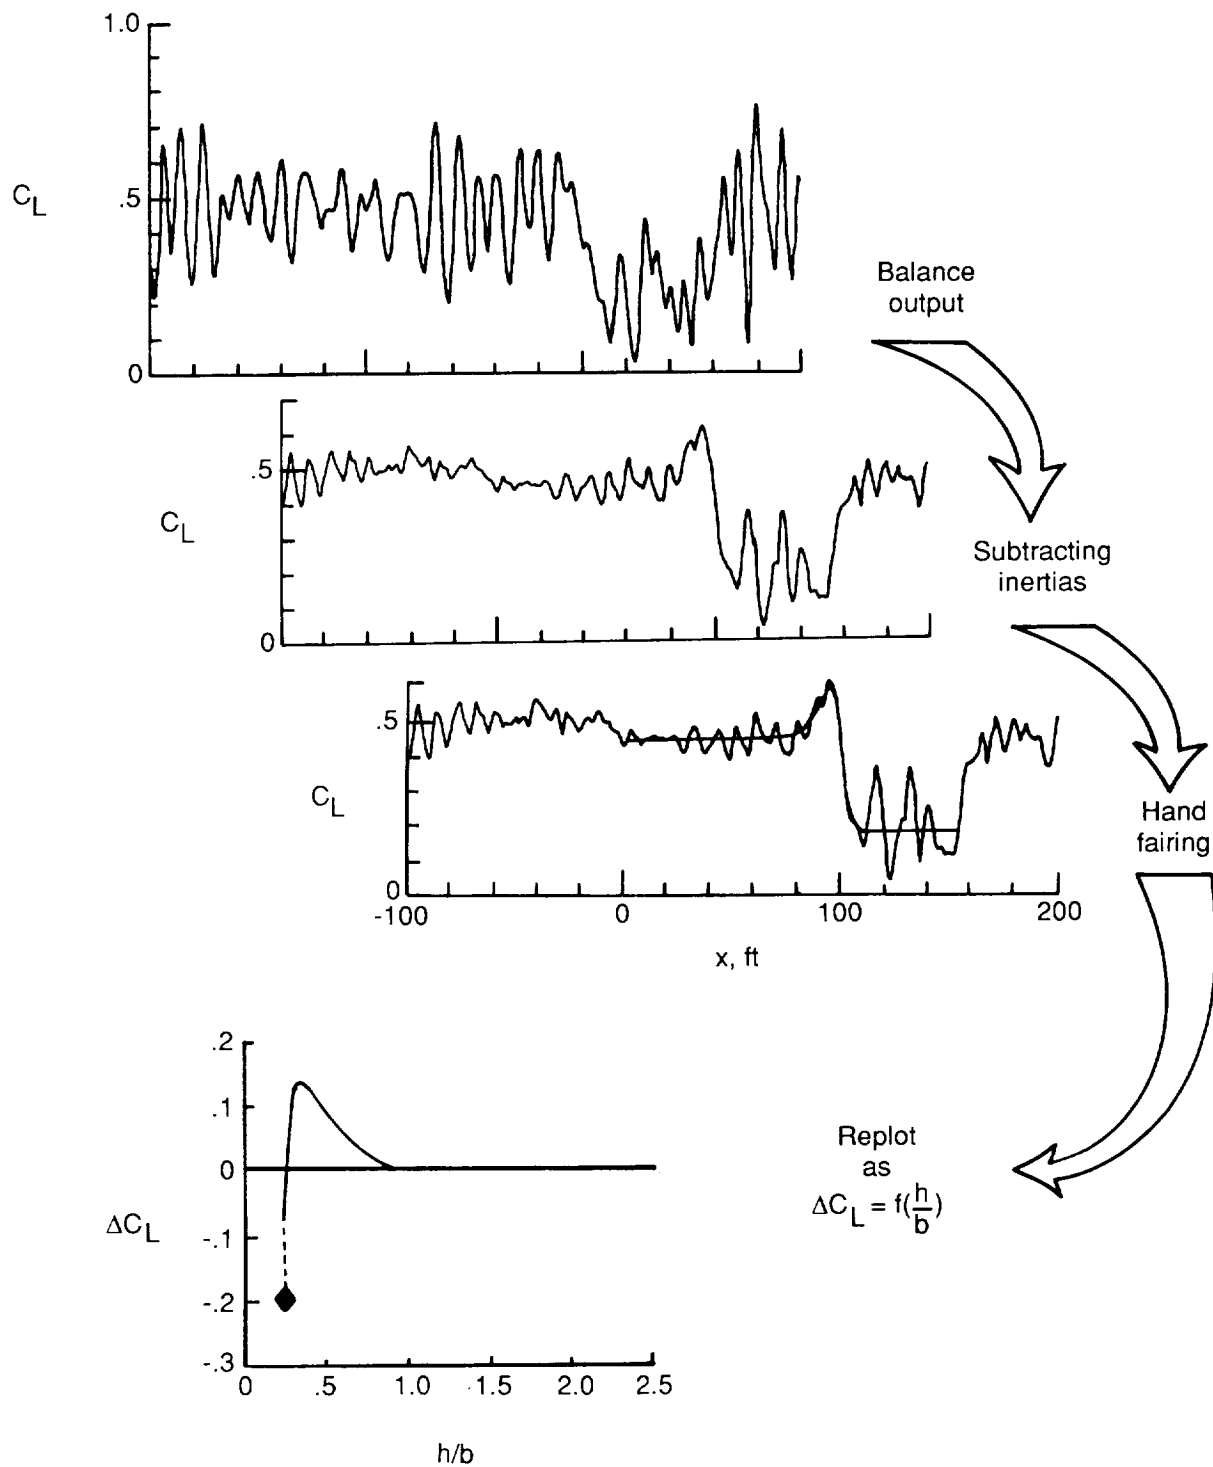 1.0
C_L
.5
0
Balance
output
.5
C_L
0
Subtracting
inertias
.5
C_L
0
-100
0
100
200
x, ft
Hand
fairing
.2
.1
0
ΔC_L
-.1
-.2
-.3
0
.5
1.0
1.5
2.0
2.5
h/b
Replot
as
ΔC_L = f(h/b)